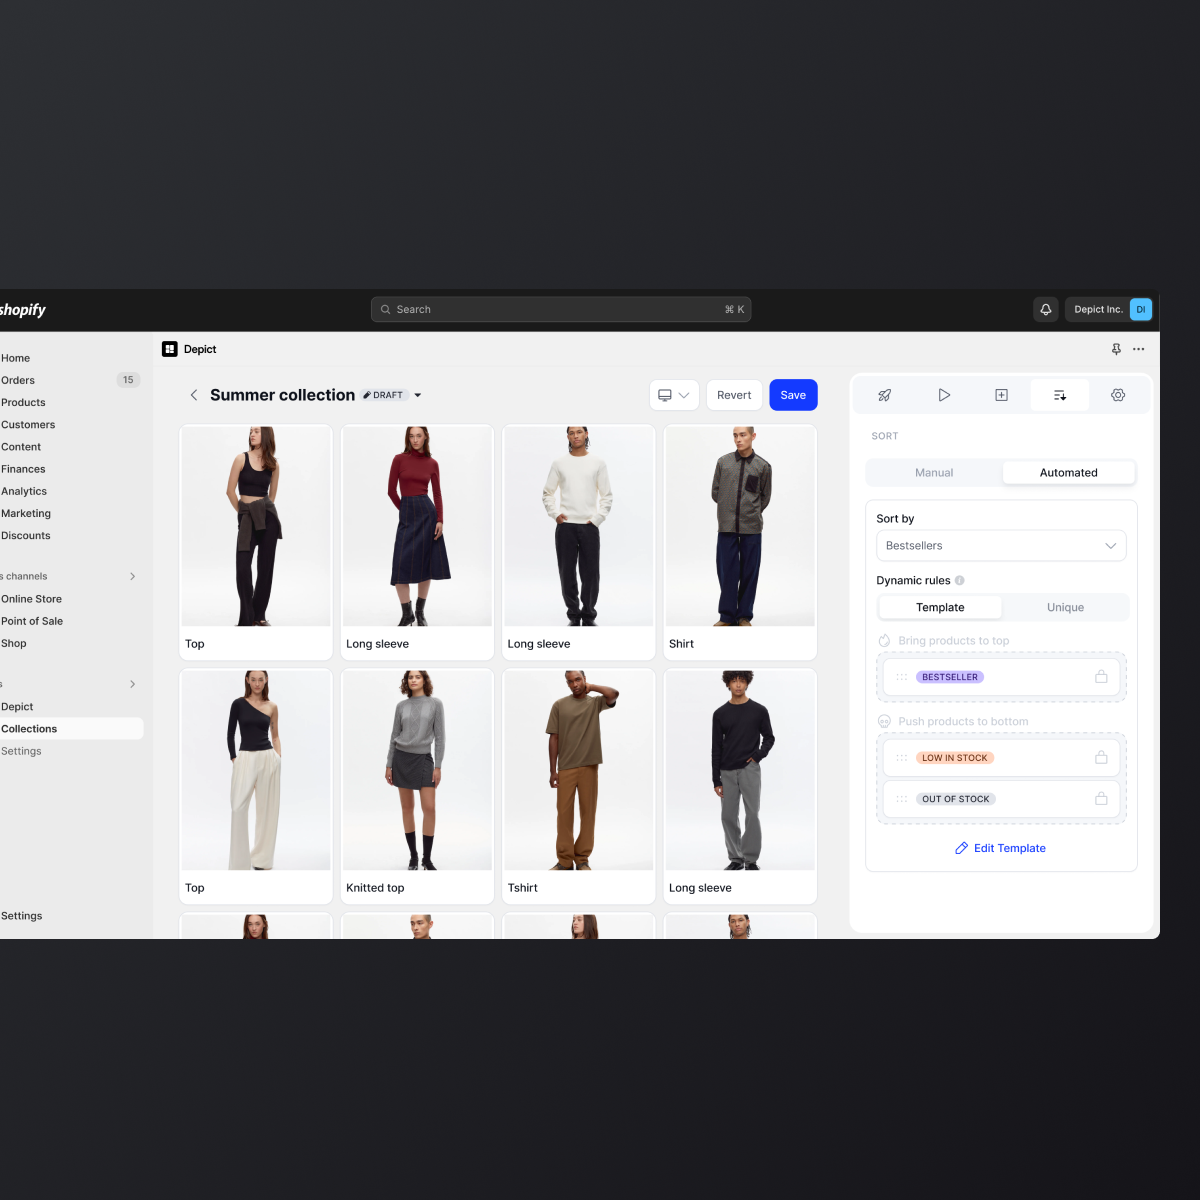 shopify
Search
⌘ K
Depict Inc.
DI
Home
Orders
15
Products
Customers
Content
Finances
Analytics
Marketing
Discounts
s channels
Online Store
Point of Sale
Shop
s
Depict
Collections
Settings
Settings
Depict
Summer collection
DRAFT
Revert
Save
Top
Long sleeve
Long sleeve
Shirt
Top
Knitted top
Tshirt
Long sleeve
SORT
Manual
Automated
Sort by
Bestsellers
Dynamic rules
Template
Unique
Bring products to top
BESTSELLER
Push products to bottom
LOW IN STOCK
OUT OF STOCK
Edit Template